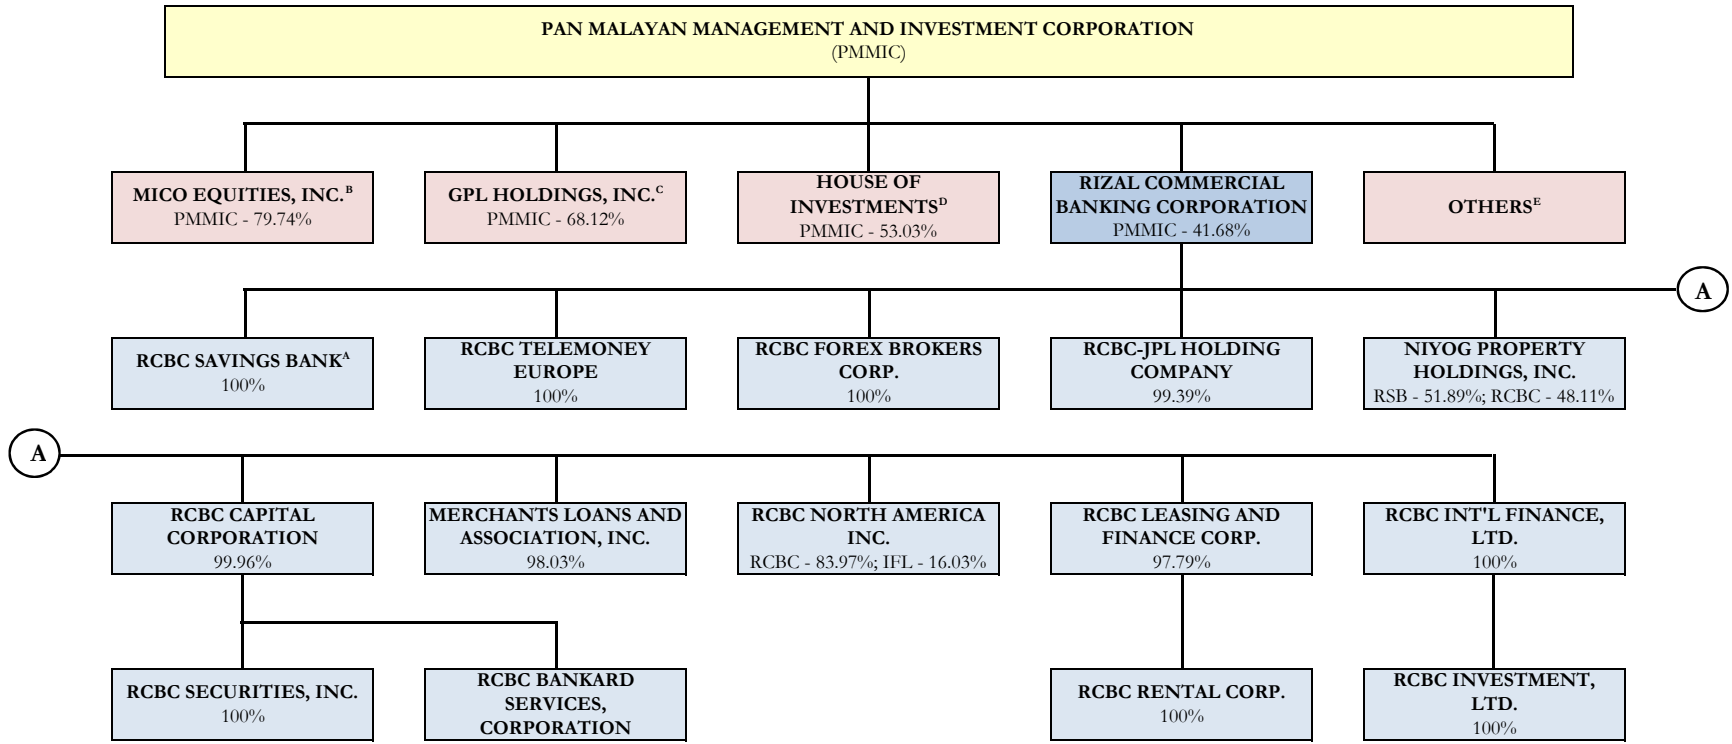 PAN MALAYAN MANAGEMENT AND INVESTMENT CORPORATION
(PMMIC)
MICO EQUITIES, INC.B
PMMIC - 79.74%
GPL HOLDINGS, INC.C
PMMIC - 68.12%
HOUSE OF
INVESTMENTSD
PMMIC - 53.03%
RIZAL COMMERCIAL
BANKING CORPORATION
PMMIC - 41.68%
OTHERSE
A
RCBC SAVINGS BANKA
100%
RCBC TELEMONEY
EUROPE
100%
RCBC FOREX BROKERS
CORP.
100%
RCBC-JPL HOLDING
COMPANY
99.39%
NIYOG PROPERTY
HOLDINGS, INC.
RSB - 51.89%; RCBC - 48.11%
A
RCBC CAPITAL
CORPORATION
99.96%
MERCHANTS LOANS AND
ASSOCIATION, INC.
98.03%
RCBC NORTH AMERICA
INC.
RCBC - 83.97%; IFL - 16.03%
RCBC LEASING AND
FINANCE CORP.
97.79%
RCBC INT'L FINANCE,
LTD.
100%
RCBC SECURITIES, INC.
100%
RCBC BANKARD
SERVICES,
CORPORATION
RCBC RENTAL CORP.
100%
RCBC INVESTMENT,
LTD.
100%